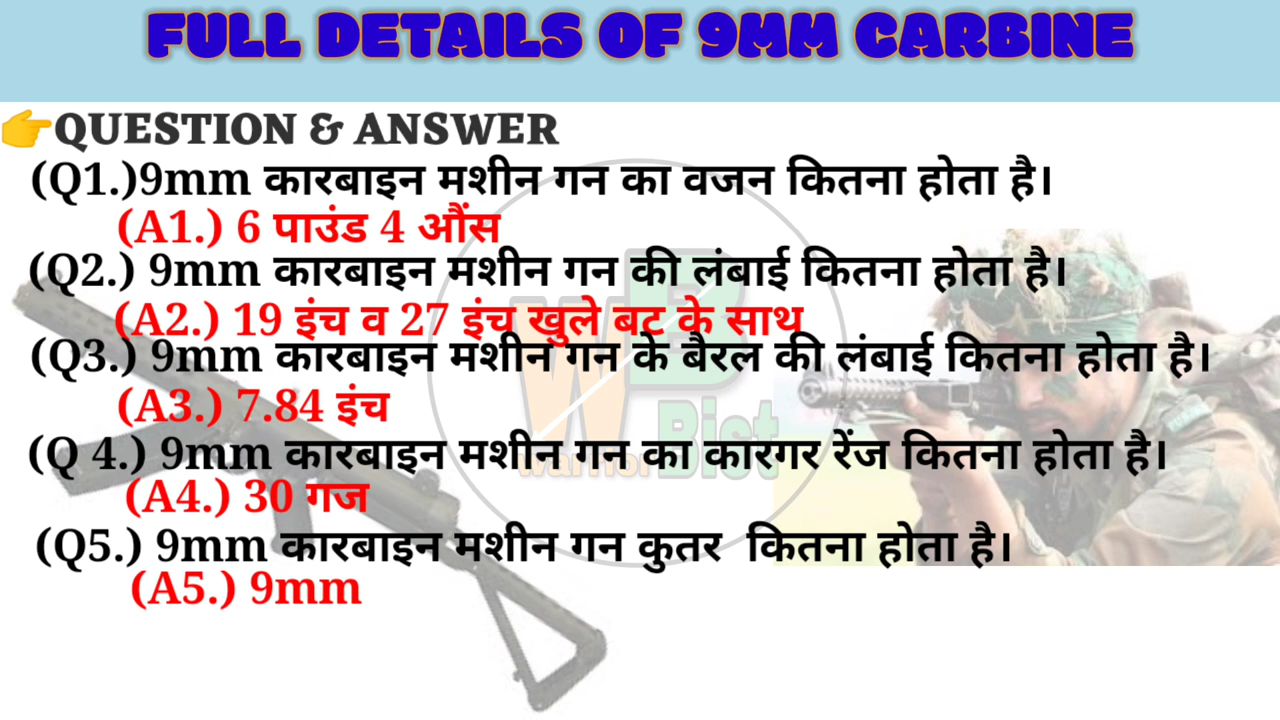 FULL DETAILS OF 9MM CARBINE
👉QUESTION & ANSWER
(Q1.)9mm कारबाइन मशीन गन का वजन कितना होता है।
(A1.) 6 पाउंड 4 औंस
(Q2.) 9mm कारबाइन मशीन गन की लंबाई कितना होता है।
(A2.) 19 इंच व 27 इंच खुले बट के साथ
(Q3.) 9mm कारबाइन मशीन गन के बैरल की लंबाई कितना होता है।
(A3.) 7.84 इंच
(Q 4.) 9mm कारबाइन मशीन गन का कारगर रेंज कितना होता है।
(A4.) 30 गज
(Q5.) 9mm कारबाइन मशीन गन कुतर कितना होता है।
(A5.) 9mm
WB
Warrior Bist